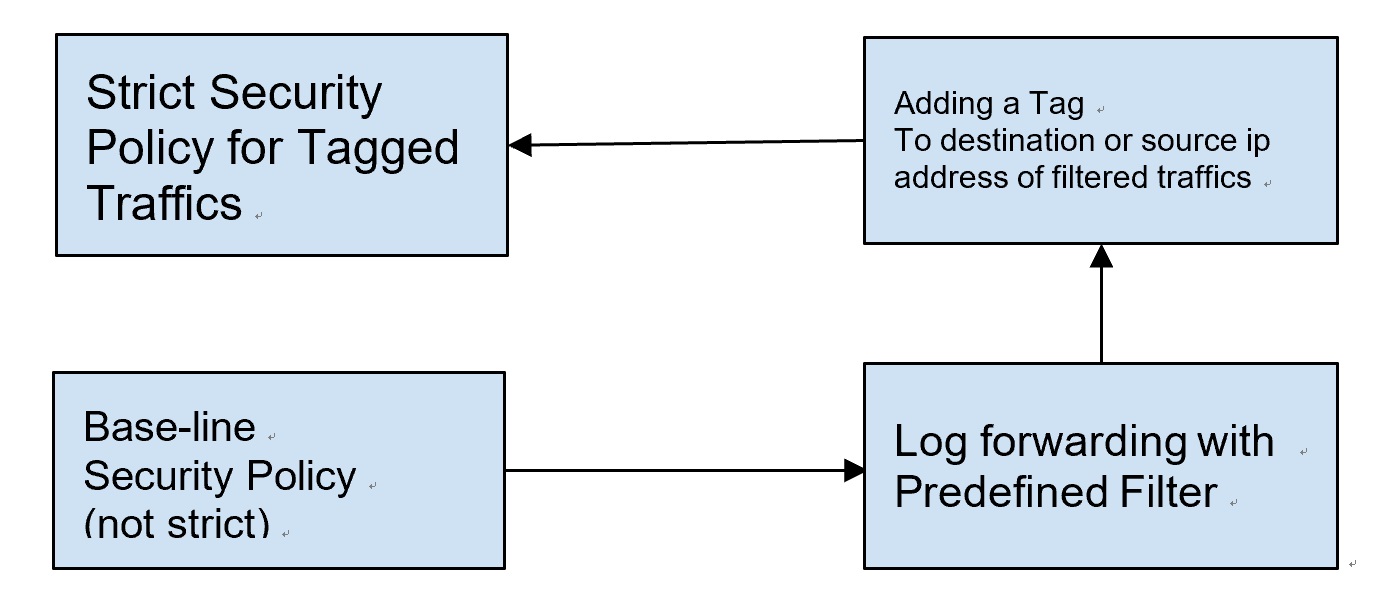 Strict Security
Policy for Tagged
Traffics
Adding a Tag
To destination or source ip
address of filtered traffics
Base-line
Security Policy
(not strict)
Log forwarding with
Predefined Filter